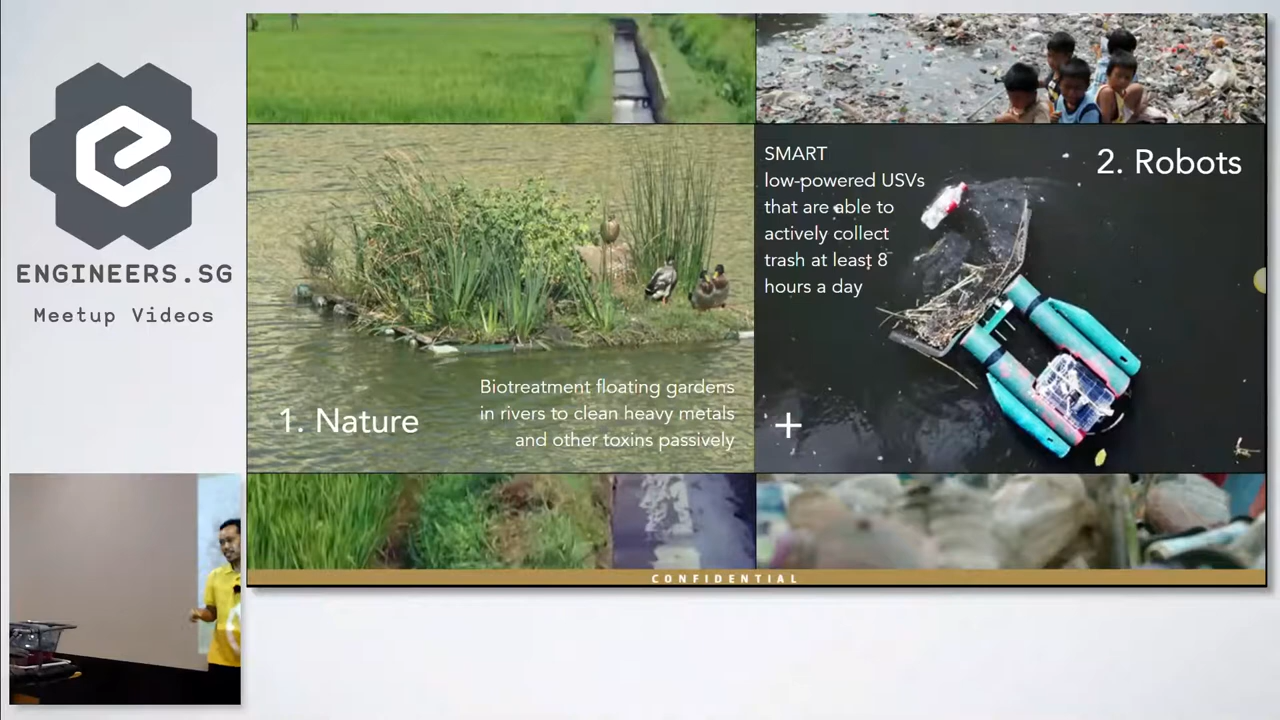 ENGINEERS.SG
Meetup Videos
1. Nature
Biotreatment floating gardens
in rivers to clean heavy metals
and other toxins passively
SMART
low-powered USVs
that are able to
actively collect
trash at least 8
hours a day
2. Robots
+
CONFIDENTIAL